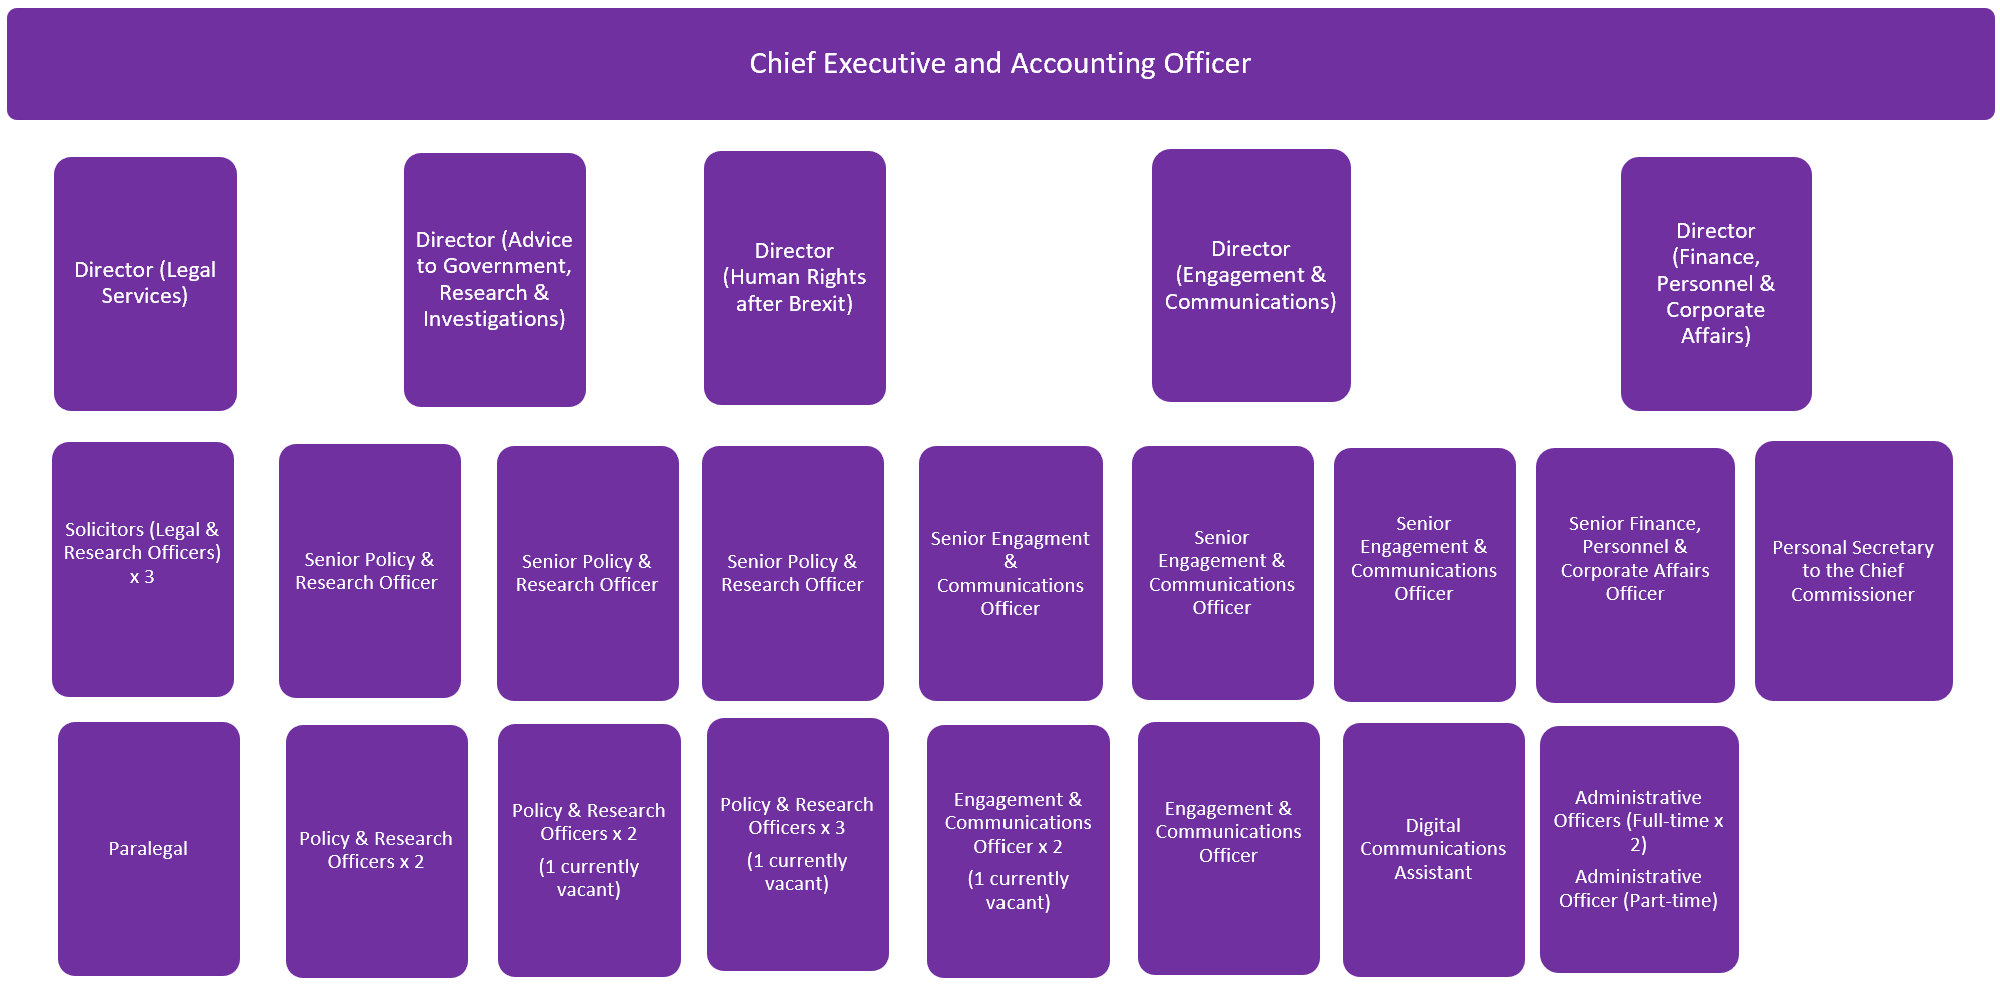 Chief Executive and Accounting Officer
Director (Legal
Services)
Director (Advice
to Government,
Research &
Investigations)
Director
(Human Rights
after Brexit)
Director
(Engagement &
Communications)
Director
(Finance,
Personnel &
Corporate
Affairs)
Solicitors (Legal &
Research Officers)
x 3
Senior Policy &
Research Officer
Senior Policy &
Research Officer
Senior Policy &
Research Officer
Senior Engagment
&
Communications
Officer
Senior
Engagement &
Communications
Officer
Senior
Engagement &
Communications
Officer
Senior Finance,
Personnel &
Corporate Affairs
Officer
Personal Secretary
to the Chief
Commissioner
Paralegal
Policy & Research
Officers x 2
Policy & Research
Officers x 2
(1 currently
vacant)
Policy & Research
Officers x 3
(1 currently
vacant)
Engagement &
Communications
Officer x 2
(1 currently
vacant)
Engagement &
Communications
Officer
Digital
Communications
Assistant
Administrative
Officers (Full-time x
2)
Administrative
Officer (Part-time)